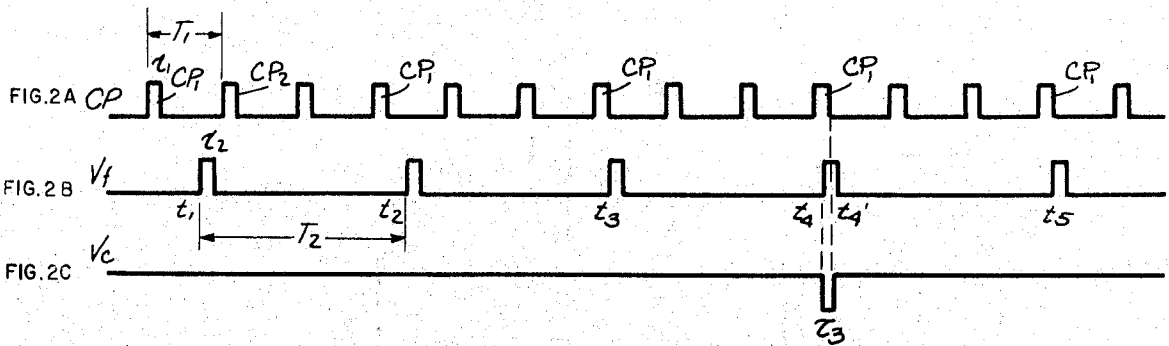 T₁
FIG.2A CP τ₁ CP₁ CP₂ CP₁ CP₁ CP₁ CP₁
τ₂
FIG.2B Vf
t₁ t₂ t₃ t₄ t₄' t₅
T₂
FIG.2C Vc
τ₃